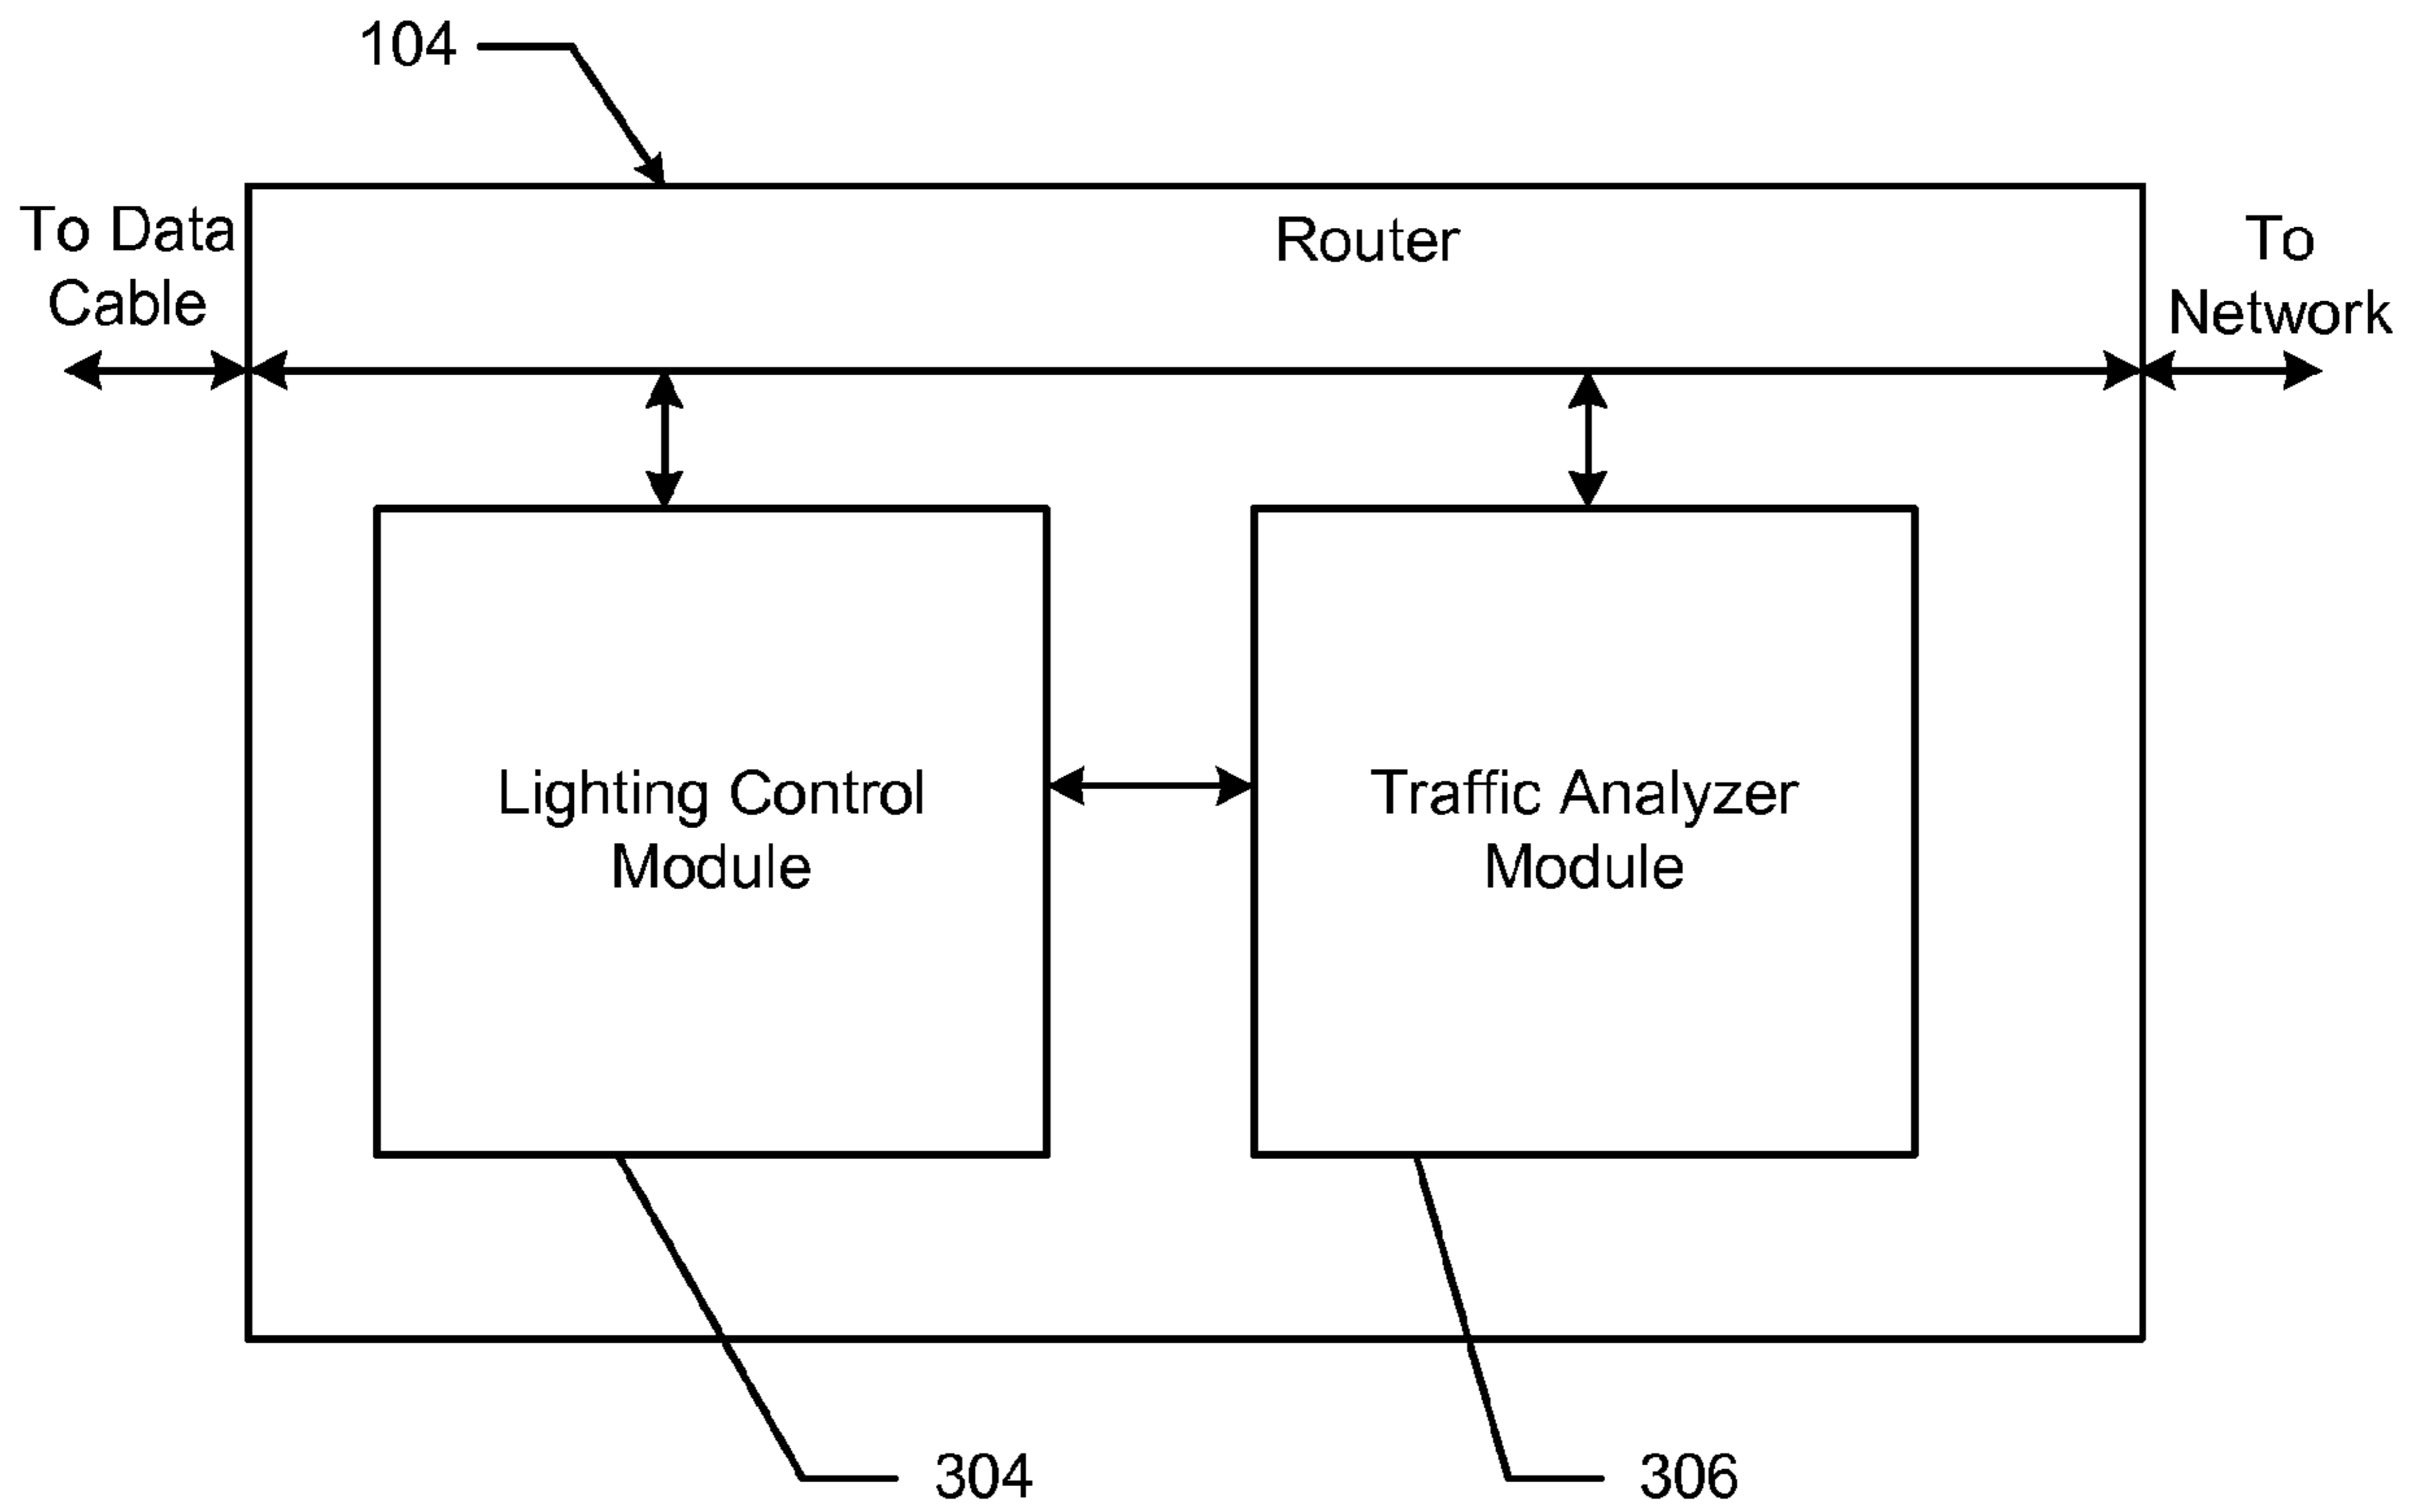 104
To Data
Cable
Router
To
Network
Lighting Control
Module
Traffic Analyzer
Module
304
306